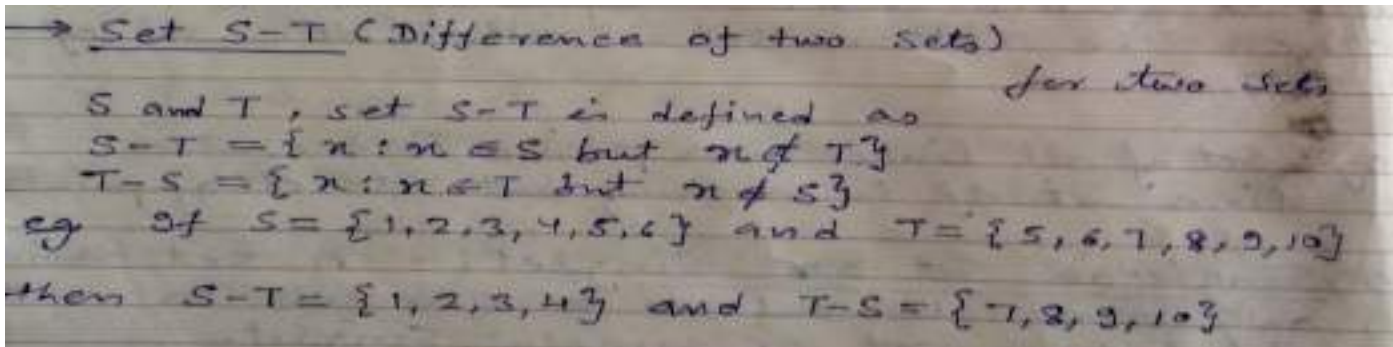 → Set S-T (Difference of two sets)
for two sets
S and T, set S-T is defined as
S-T = {x : x ∈ S but x ∉ T}
T-S = {x : x ∈ T but x ∉ S}
eg If S = {1, 2, 3, 4, 5, 6} and T = {5, 6, 7, 8, 9, 10}
then S-T = {1, 2, 3, 4} and T-S = {7, 8, 9, 10}